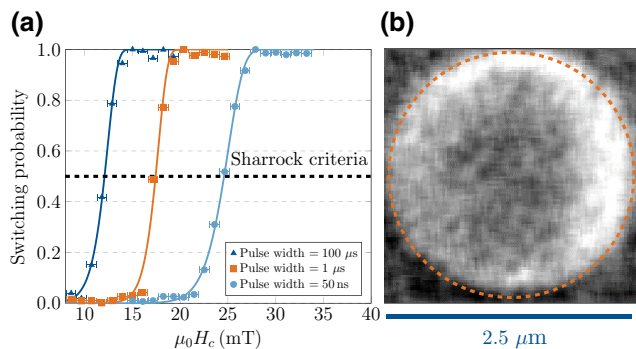 (a)
(b)
Switching probability
1.0
0.8
0.6
0.4
0.2
0.0
Sharrock criteria
Pulse width = 100 μs
Pulse width = 1 μs
Pulse width = 50 ns
10 15 20 25 30 35 40
μ₀H꜀ (mT)
2.5 μm